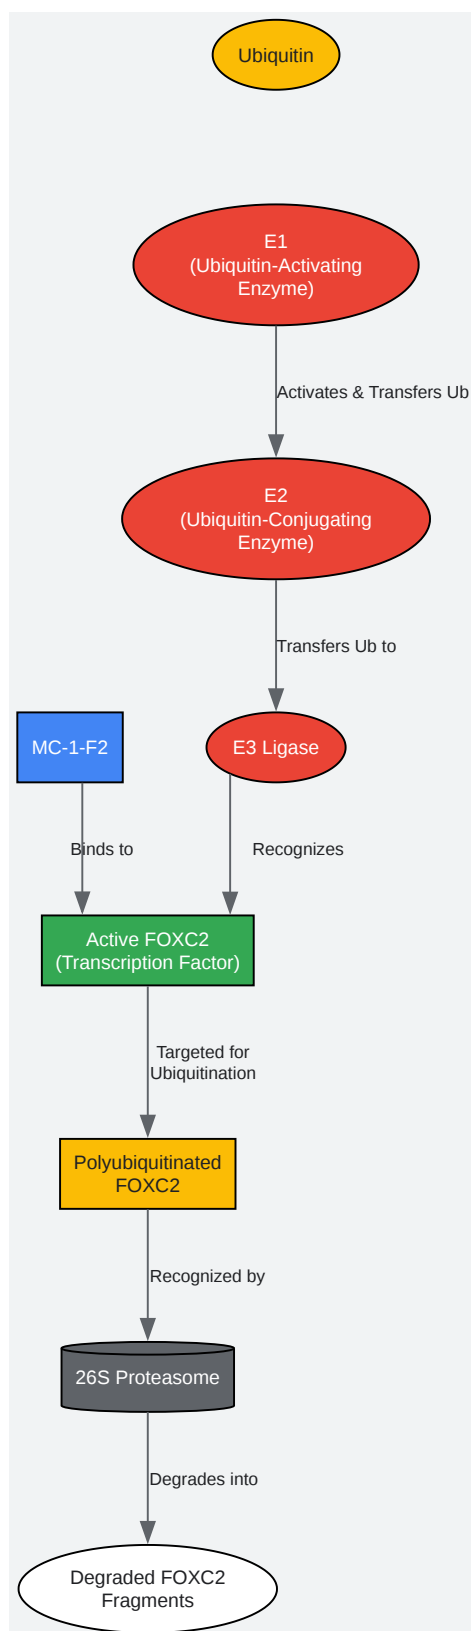 Ubiquitin
E1
(Ubiquitin-Activating
Enzyme)
Activates & Transfers Ub
E2
(Ubiquitin-Conjugating
Enzyme)
Transfers Ub to
MC-1-F2
E3 Ligase
Binds to
Recognizes
Active FOXC2
(Transcription Factor)
Targeted for
Ubiquitination
Polyubiquitinated
FOXC2
Recognized by
26S Proteasome
Degrades into
Degraded FOXC2
Fragments